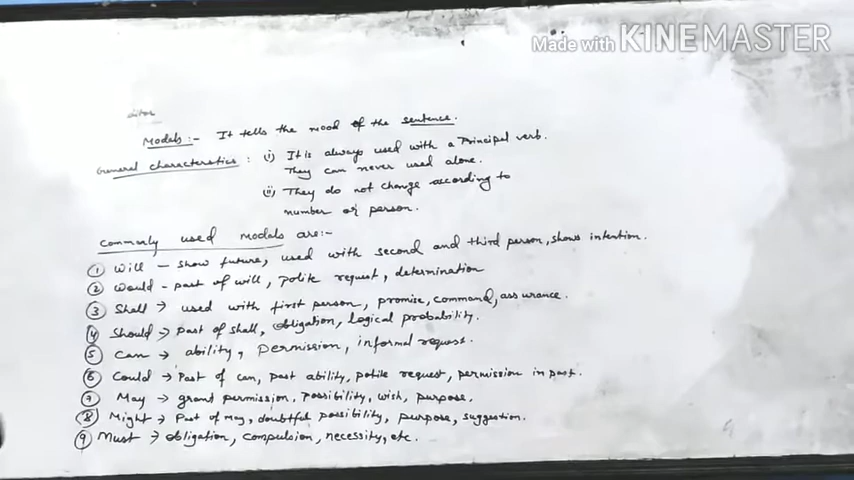 Made with KINEMASTER
Modals:- It tells the mood of the sentence.
General characteristics : (i) It is always used with a Principal verb.
They can never used alone.
(ii) They do not change according to
number or person.
Commonly used modals are:-
① Will - show future, used with second and third person, shows intention.
② Would - past of will, polite request, determination
③ Shall → used with first person, promise, command, assurance.
④ Should → past of shall, obligation, logical probability.
⑤ Can → ability, permission, informal request.
⑥ Could → Past of can, past ability, polite request, permission in past.
⑦ May → grant permission, possibility, wish, purpose.
⑧ Might → Past of May, doubtful possibility, purpose, suggestion.
⑨ Must → obligation, compulsion, necessity, etc.